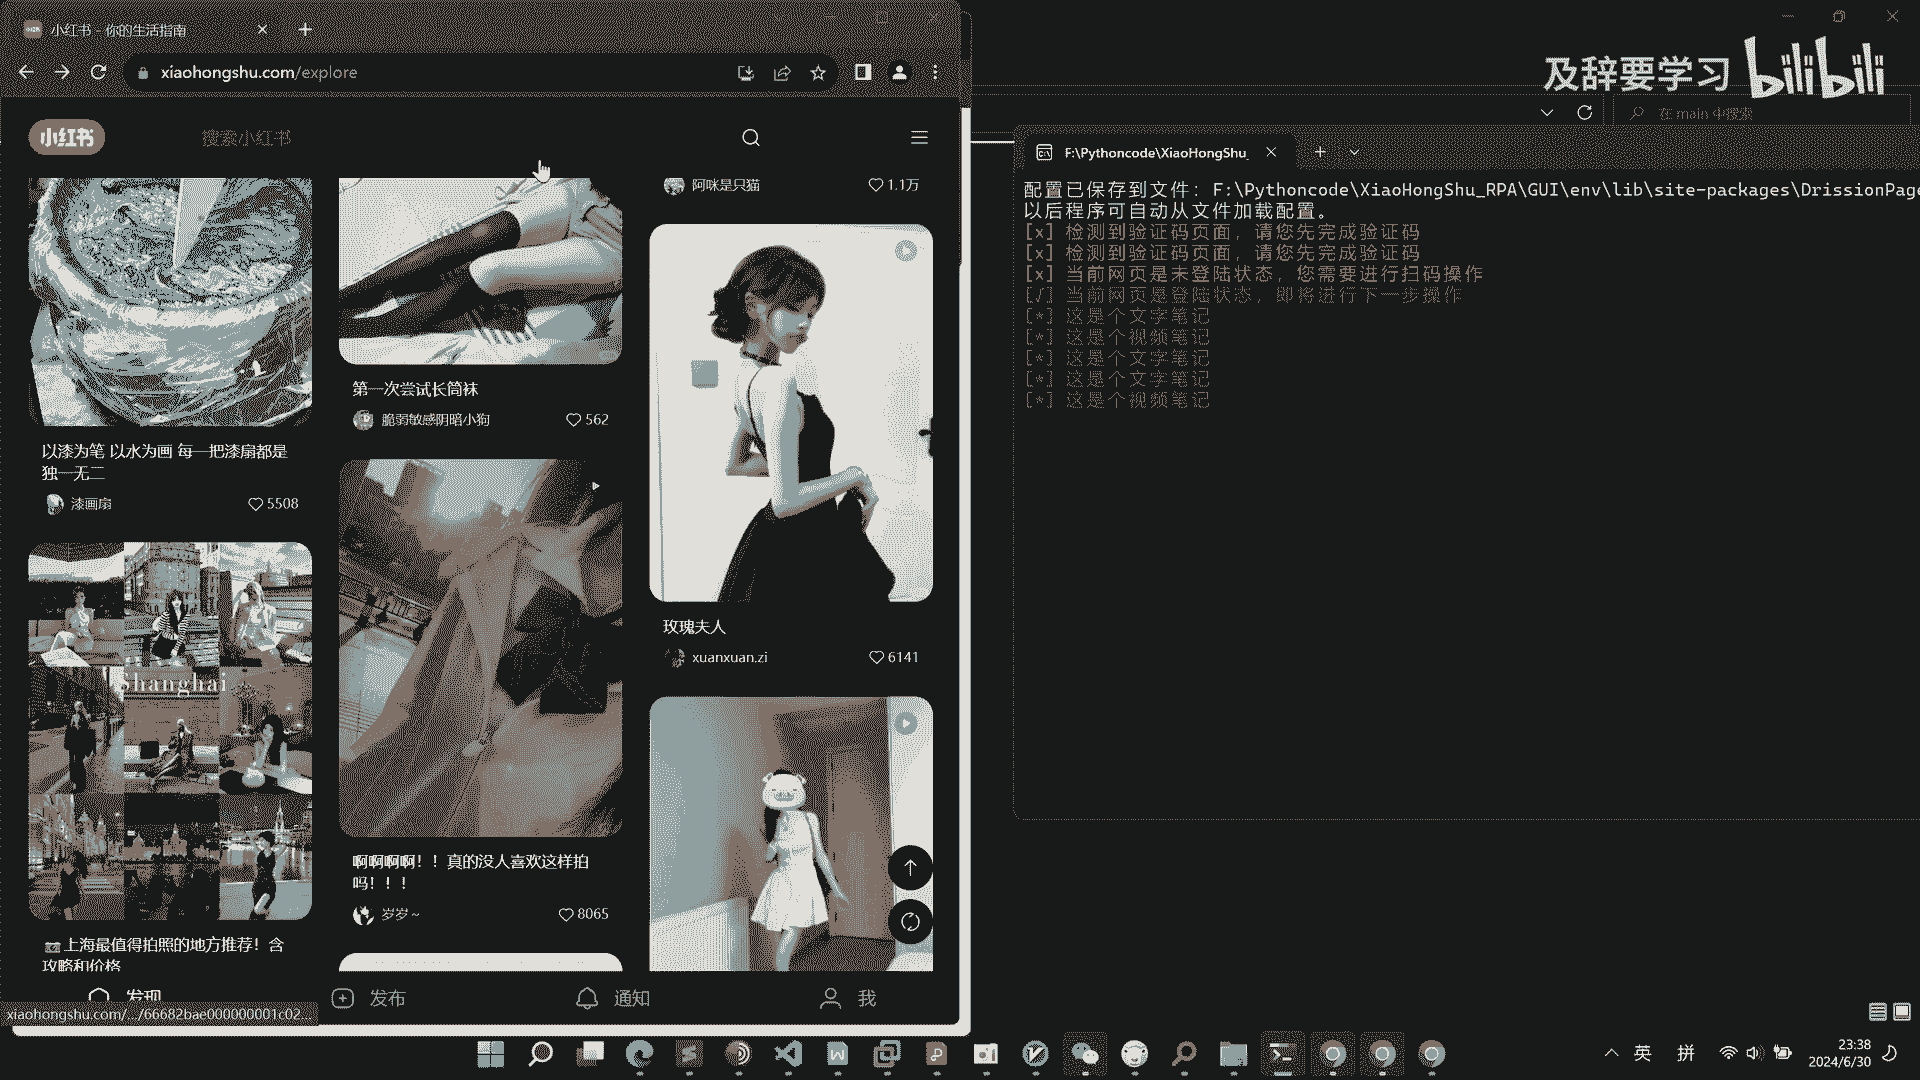 小红书 - 你的生活指南
xiaohongshu.com/explore
及辞要学习 bilibili
在 main 中搜索
小红书
搜索小红书
F:\Pythoncode\XiaoHongShu_
阿咪是只猫
1.1万
配置已保存到文件：F:\Pythoncode\XiaoHongShu_RPA\GUI\env\lib\site-packages\DrissionPage
以后程序可自动从文件加载配置。
[x] 检测到验证码页面，请您先完成验证码
[x] 检测到验证码页面，请您先完成验证码
[x] 当前网页是未登陆状态，您需要进行扫码操作
[/] 当前网页是登陆状态，即将进行下一步操作
[*] 这是个文字笔记
[*] 这是个视频笔记
[*] 这是个文字笔记
[*] 这是个文字笔记
[*] 这是个视频笔记
第一次尝试长筒袜
脆弱敏感阴暗小狗
562
以漆为笔 以水为画 每一把漆扇都是
独一无二
漆画扇
5508
玫瑰夫人
xuanxuan.zi
6141
Shanghai
啊啊啊啊！！真的没人喜欢这样拍
吗！！！
岁岁~
8065
上海最值得拍照的地方推荐！含
攻略和价格
发现
发布
通知
我
xiaohongshu.com/.../66682bae000000001c02...
英
拼
23:38
2024/6/30